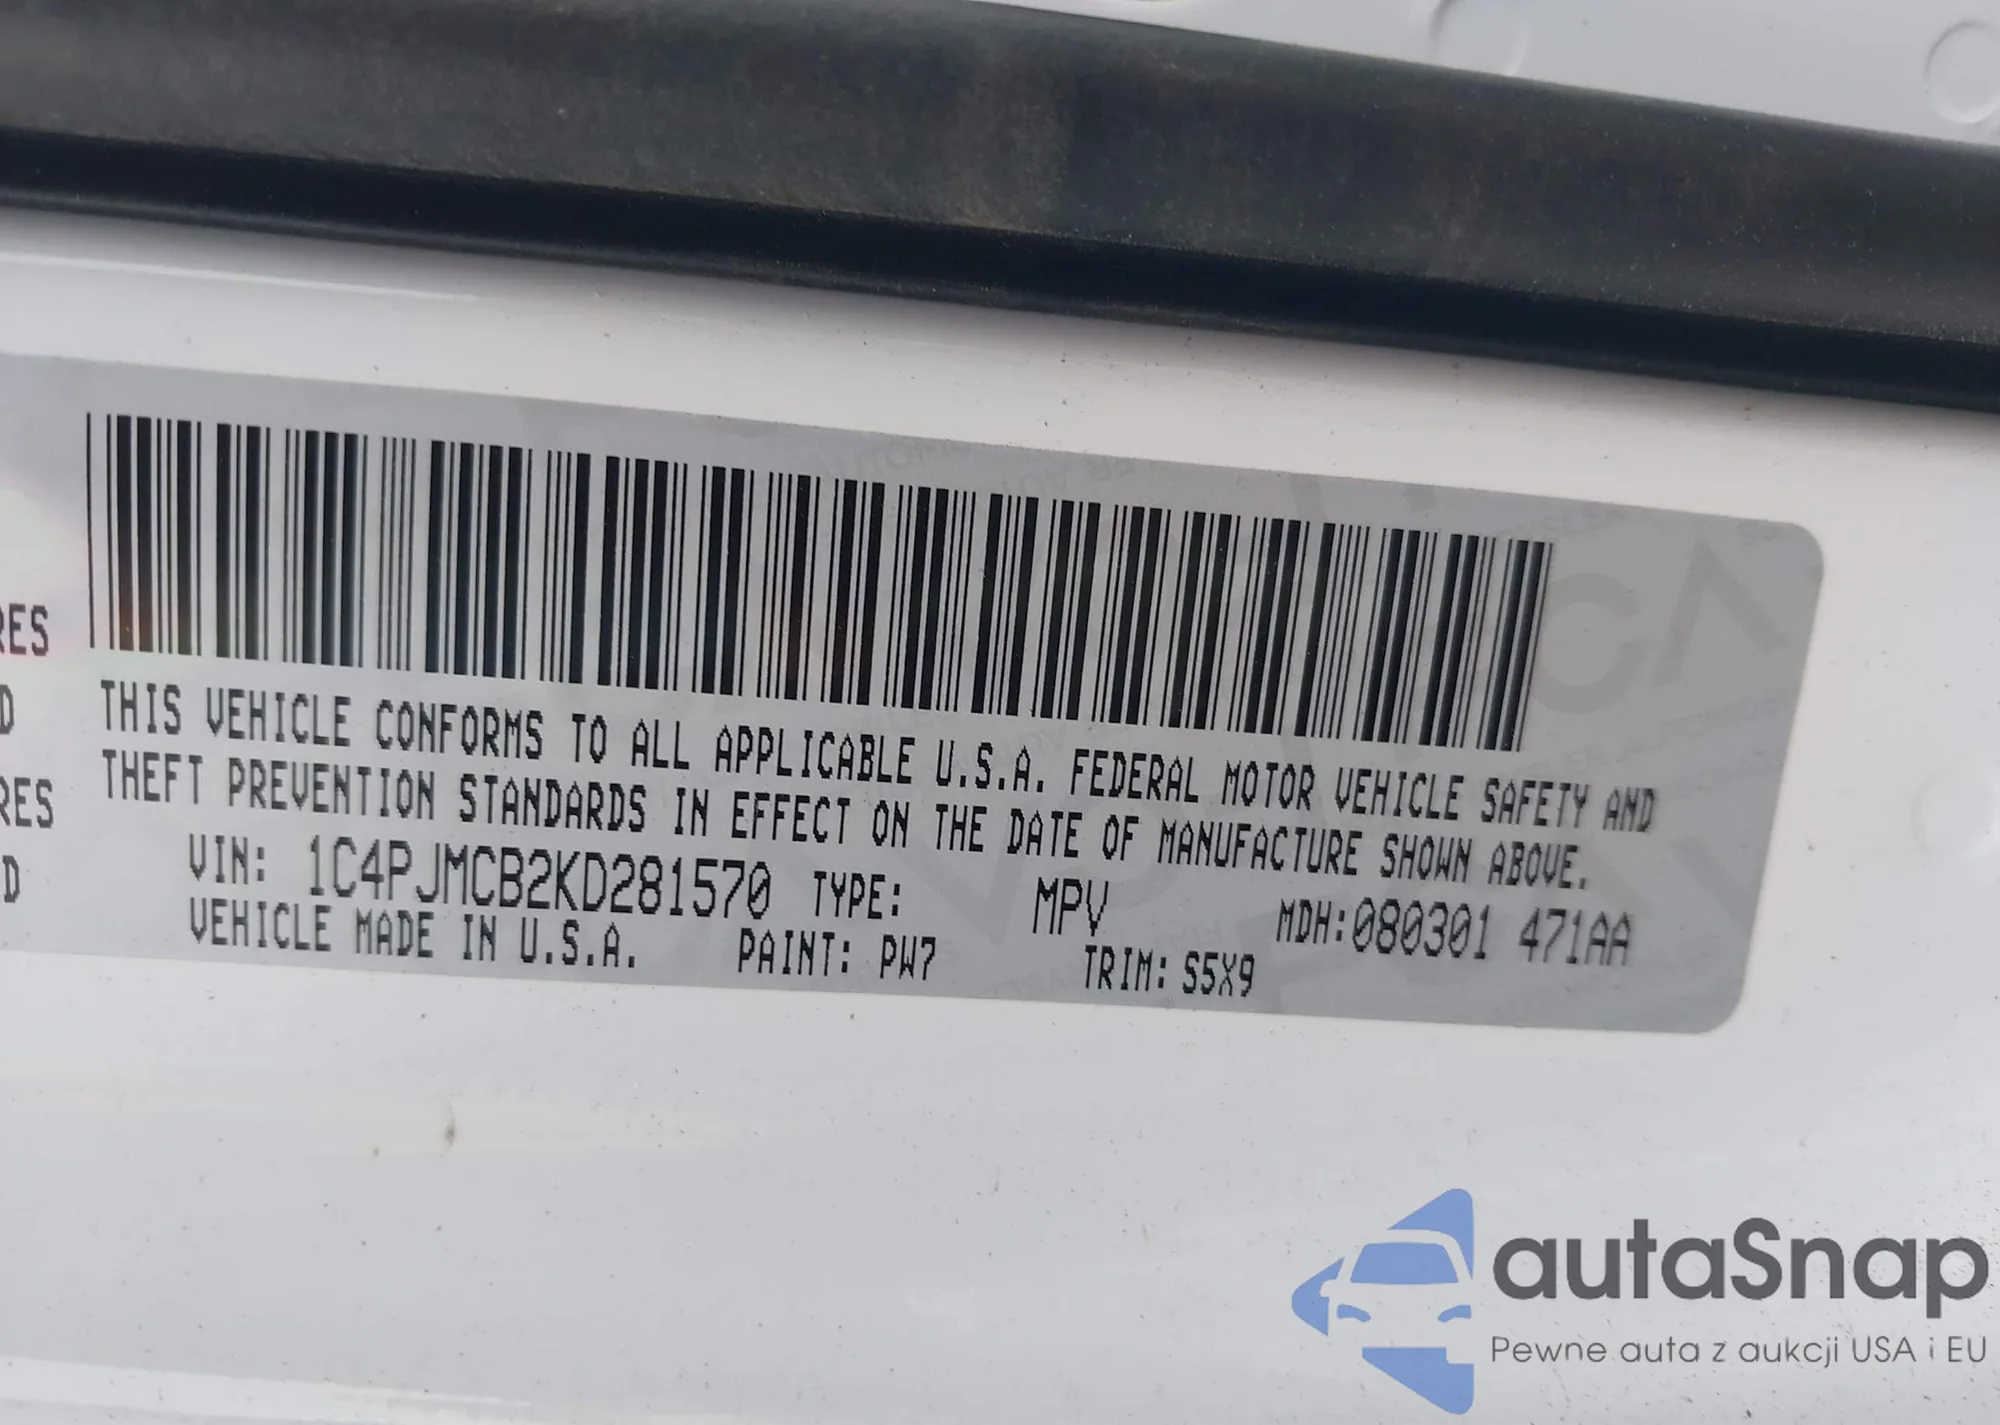 RES
D
RES
D
THIS VEHICLE CONFORMS TO ALL APPLICABLE U.S.A. FEDERAL MOTOR VEHICLE SAFETY AND
THEFT PREVENTION STANDARDS IN EFFECT ON THE DATE OF MANUFACTURE SHOWN ABOVE.
VIN: 1C4PJMCB2KD281570 TYPE: MPV MDH:080301 471AA
VEHICLE MADE IN U.S.A. PAINT: PW7 TRIM: S5X9
autaSnap
Pewne auta z aukcji USA i EU